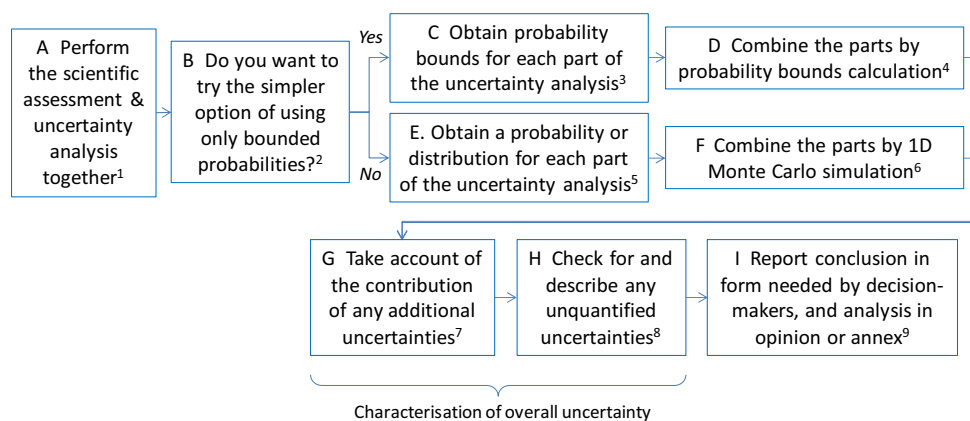 A Perform
the scientific
assessment &
uncertainty
analysis
together¹
B Do you want to
try the simpler
option of using
only bounded
probabilities?²
Yes
C Obtain probability
bounds for each part of
the uncertainty analysis³
D Combine the parts by
probability bounds calculation⁴
No
E. Obtain a probability or
distribution for each part
of the uncertainty analysis⁵
F Combine the parts by 1D
Monte Carlo simulation⁶
G Take account of
the contribution
of any additional
uncertainties⁷
H Check for and
describe any
unquantified
uncertainties⁸
I Report conclusion in
form needed by decision-
makers, and analysis in
opinion or annex⁹
Characterisation of overall uncertainty